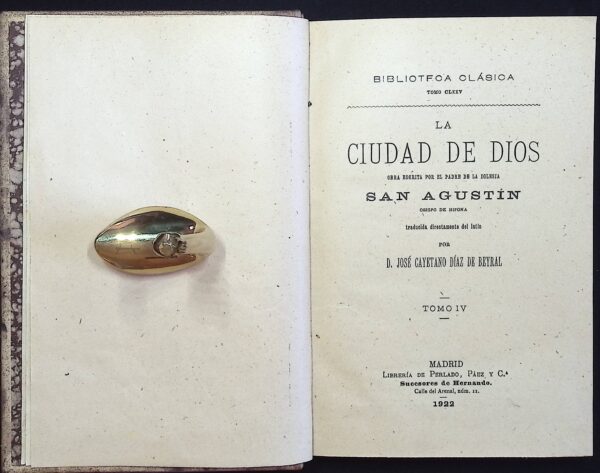 BIBLIOTECA CLÁSICA
TOMO CLXXV
LA
CIUDAD DE DIOS
OBRA ESCRITA POR EL PADRE DE LA IGLESIA
SAN AGUSTÍN
OBISPO DE HIPONA
traducida directamente del latín
POR
D. JOSÉ CAYETANO DÍAZ DE BEYRAL
TOMO IV
MADRID
LIBRERÍA DE PERLADO, PÁEZ Y C.ª
Sucesores de Hernando.
Calle del Arenal, núm. 11.
1922